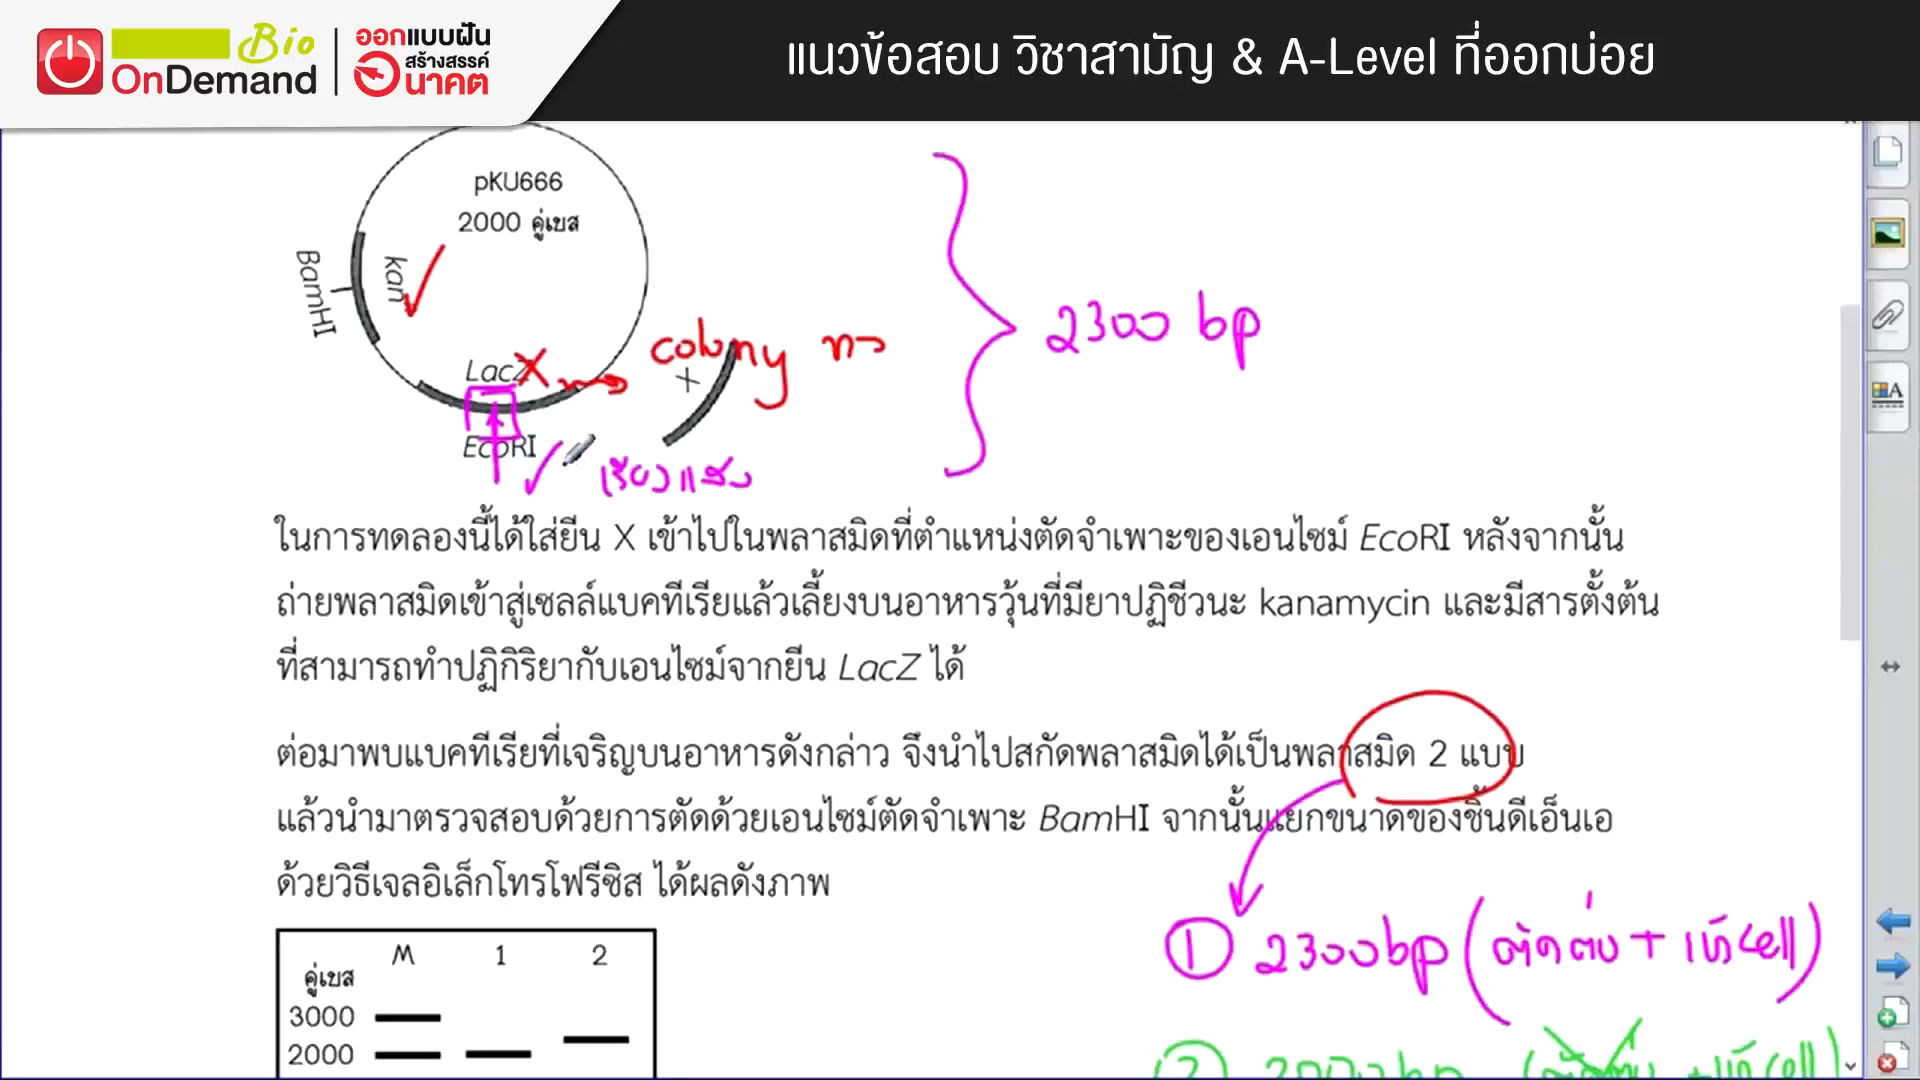 Bio
OnDemand
ออกแบบฝัน
สร้างสรรค์
อนาคต
แนวข้อสอบ วิชาสามัญ & A-Level ที่ออกบ่อย
pKU666
2000 คู่เบส
BamHI
kan
LacZ
colony
+
2300 bp
EcoRI
เรืองแสง
ในการทดลองนี้ได้ใส่ยีน X เข้าไปในพลาสมิดที่ตำแหน่งตัดจำเพาะของเอนไซม์ EcoRI หลังจากนั้น
ถ่ายพลาสมิดเข้าสู่เซลล์แบคทีเรียแล้วเลี้ยงบนอาหารวุ้นที่มียาปฏิชีวนะ kanamycin และมีสารตั้งต้น
ที่สามารถทำปฏิกิริยากับเอนไซม์จากยีน LacZ ได้
ต่อมาพบแบคทีเรียที่เจริญบนอาหารดังกล่าว จึงนำไปสกัดพลาสมิดได้เป็นพลาสมิด 2 แบบ
แล้วนำมาตรวจสอบด้วยการตัดด้วยเอนไซม์ตัดจำเพาะ BamHI จากนั้นแยกขนาดของชิ้นดีเอ็นเอ
ด้วยวิธีเจลอิเล็กโทรโฟรีซิส ได้ผลดังภาพ
① 2300bp (ตัดต่อ + เข้า cell)
M 1 2
คู่เบส
3000
2000